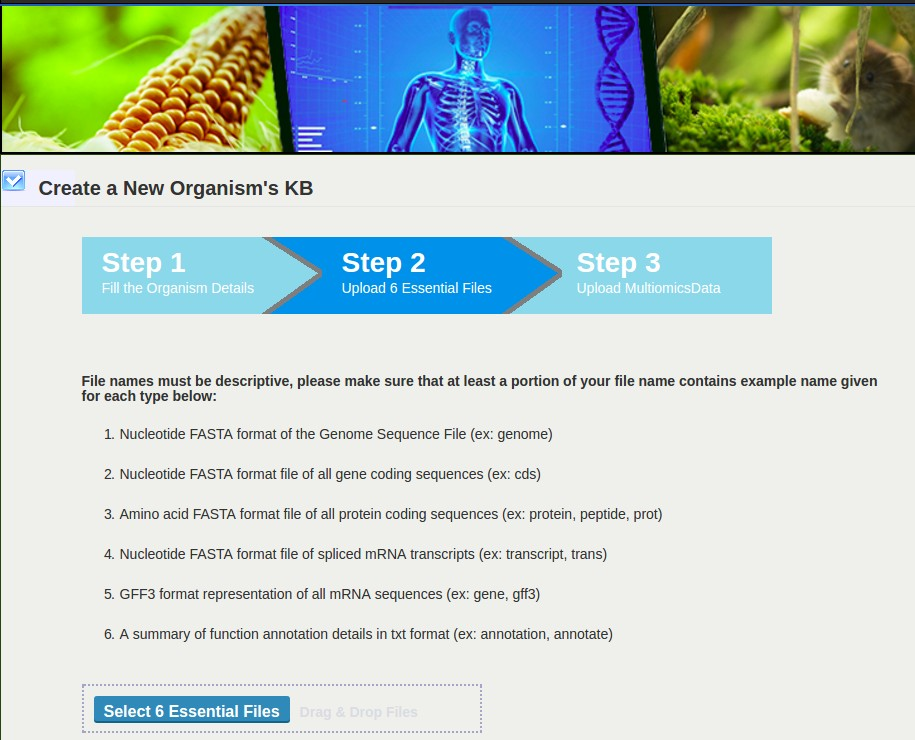 Create a New Organism's KB
Step 1
Fill the Organism Details
Step 2
Upload 6 Essential Files
Step 3
Upload MultiomicsData
File names must be descriptive, please make sure that at least a portion of your file name contains example name given
for each type below:
1. Nucleotide FASTA format of the Genome Sequence File (ex: genome)
2. Nucleotide FASTA format file of all gene coding sequences (ex: cds)
3. Amino acid FASTA format file of all protein coding sequences (ex: protein, peptide, prot)
4. Nucleotide FASTA format file of spliced mRNA transcripts (ex: transcript, trans)
5. GFF3 format representation of all mRNA sequences (ex: gene, gff3)
6. A summary of function annotation details in txt format (ex: annotation, annotate)
Select 6 Essential Files Drag & Drop Files